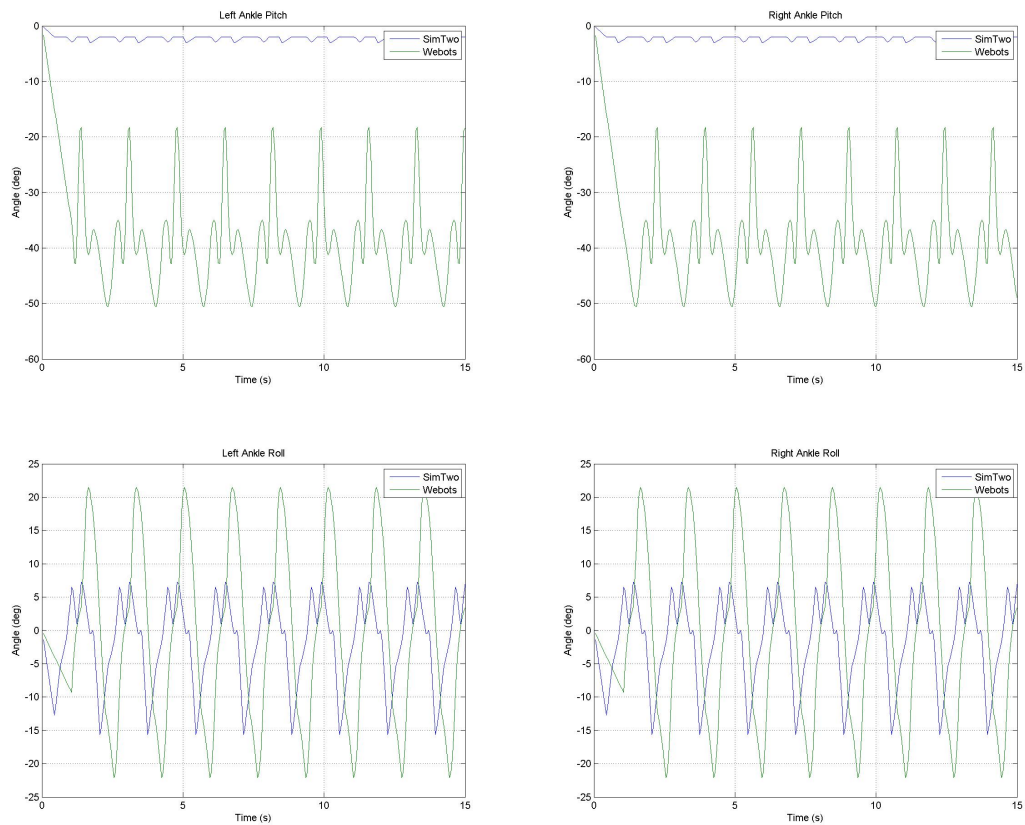 Left Ankle Pitch
0
-10
-20
-30
-40
-50
-60
Angle (deg)
0 5 10 15
Time (s)
SimTwo
Webots
Right Ankle Pitch
0
-10
-20
-30
-40
-50
-60
Angle (deg)
0 5 10 15
Time (s)
SimTwo
Webots
Left Ankle Roll
25
20
15
10
5
0
-5
-10
-15
-20
-25
Angle (deg)
0 5 10 15
Time (s)
SimTwo
Webots
Right Ankle Roll
25
20
15
10
5
0
-5
-10
-15
-20
-25
Angle (deg)
0 5 10 15
Time (s)
SimTwo
Webots